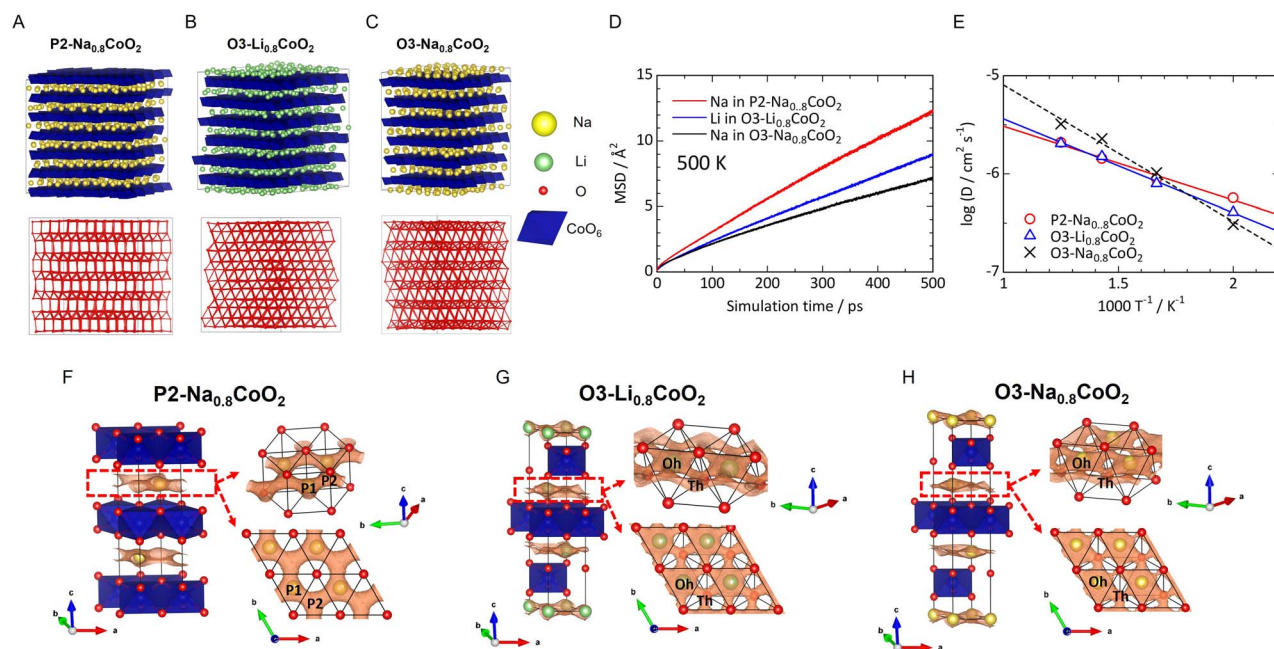 A
P2-Na0.8CoO2
B
O3-Li0.8CoO2
C
O3-Na0.8CoO2
Na
Li
O
CoO6
D
15
10
5
0
MSD / Å2
Na in P2-Na0..8CoO2
Li in O3-Li0.8CoO2
Na in O3-Na0.8CoO2
500 K
0 100 200 300 400 500
Simulation time / ps
E
-5
-6
-7
log (D / cm2 s-1)
P2-Na0..8CoO2
O3-Li0.8CoO2
O3-Na0.8CoO2
1 1.5 2
1000 T-1 / K-1
F
P2-Na0.8CoO2
P1 P2
c
a
b
P1
P2
c
b
a
b
a
G
O3-Li0.8CoO2
Oh
Th
c
a
b
Oh
Th
c
b
a
b
a
H
O3-Na0.8CoO2
Oh
Th
c
a
b
Oh
Th
c
b
a
b
a